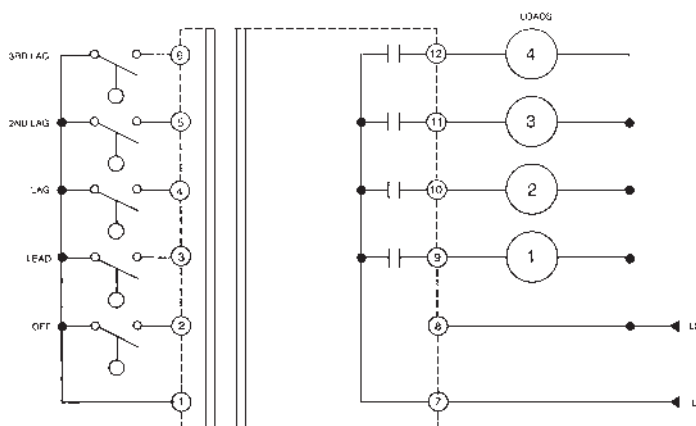 LOADS
3RD LAG 6 12 4
2ND LAG 5 11 3
LAG 4 10 2
LEAD 3 9 1
OFF 2 8
1 7 L